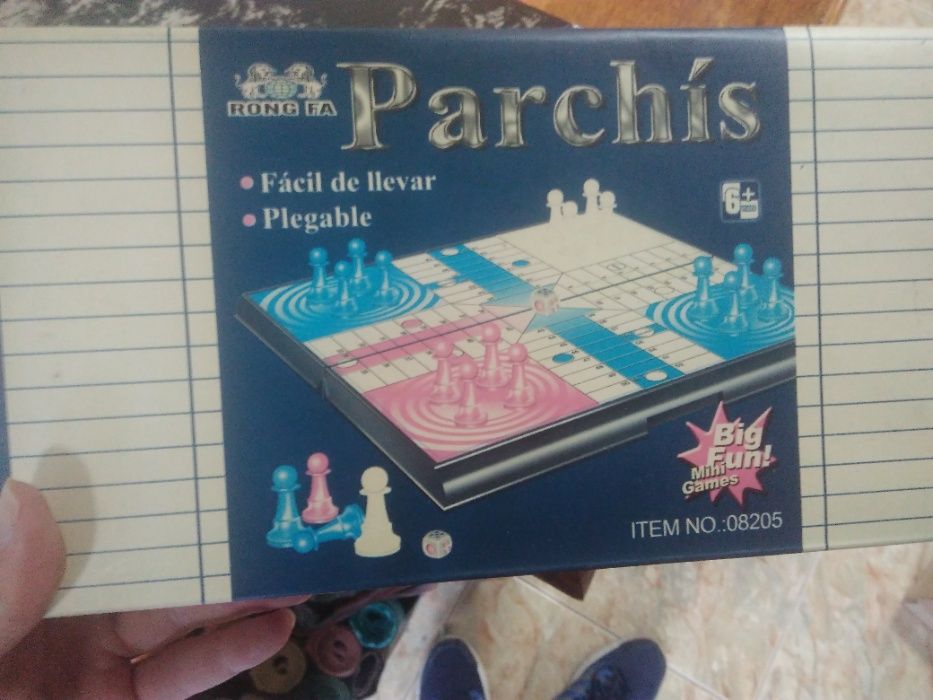 RONG FA
Parchís
Fácil de llevar
Plegable
6+
Big
Fun!
Mini
Games
ITEM NO.:08205